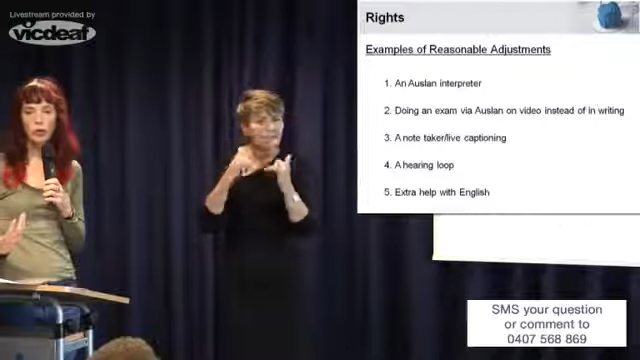 Livestream provided by
vicdeaf
Rights
Examples of Reasonable Adjustments
1. An Auslan interpreter
2. Doing an exam via Auslan on video instead of in writing
3. A note taker/live captioning
4. A hearing loop
5. Extra help with English
SMS your question
or comment to
0407 568 869